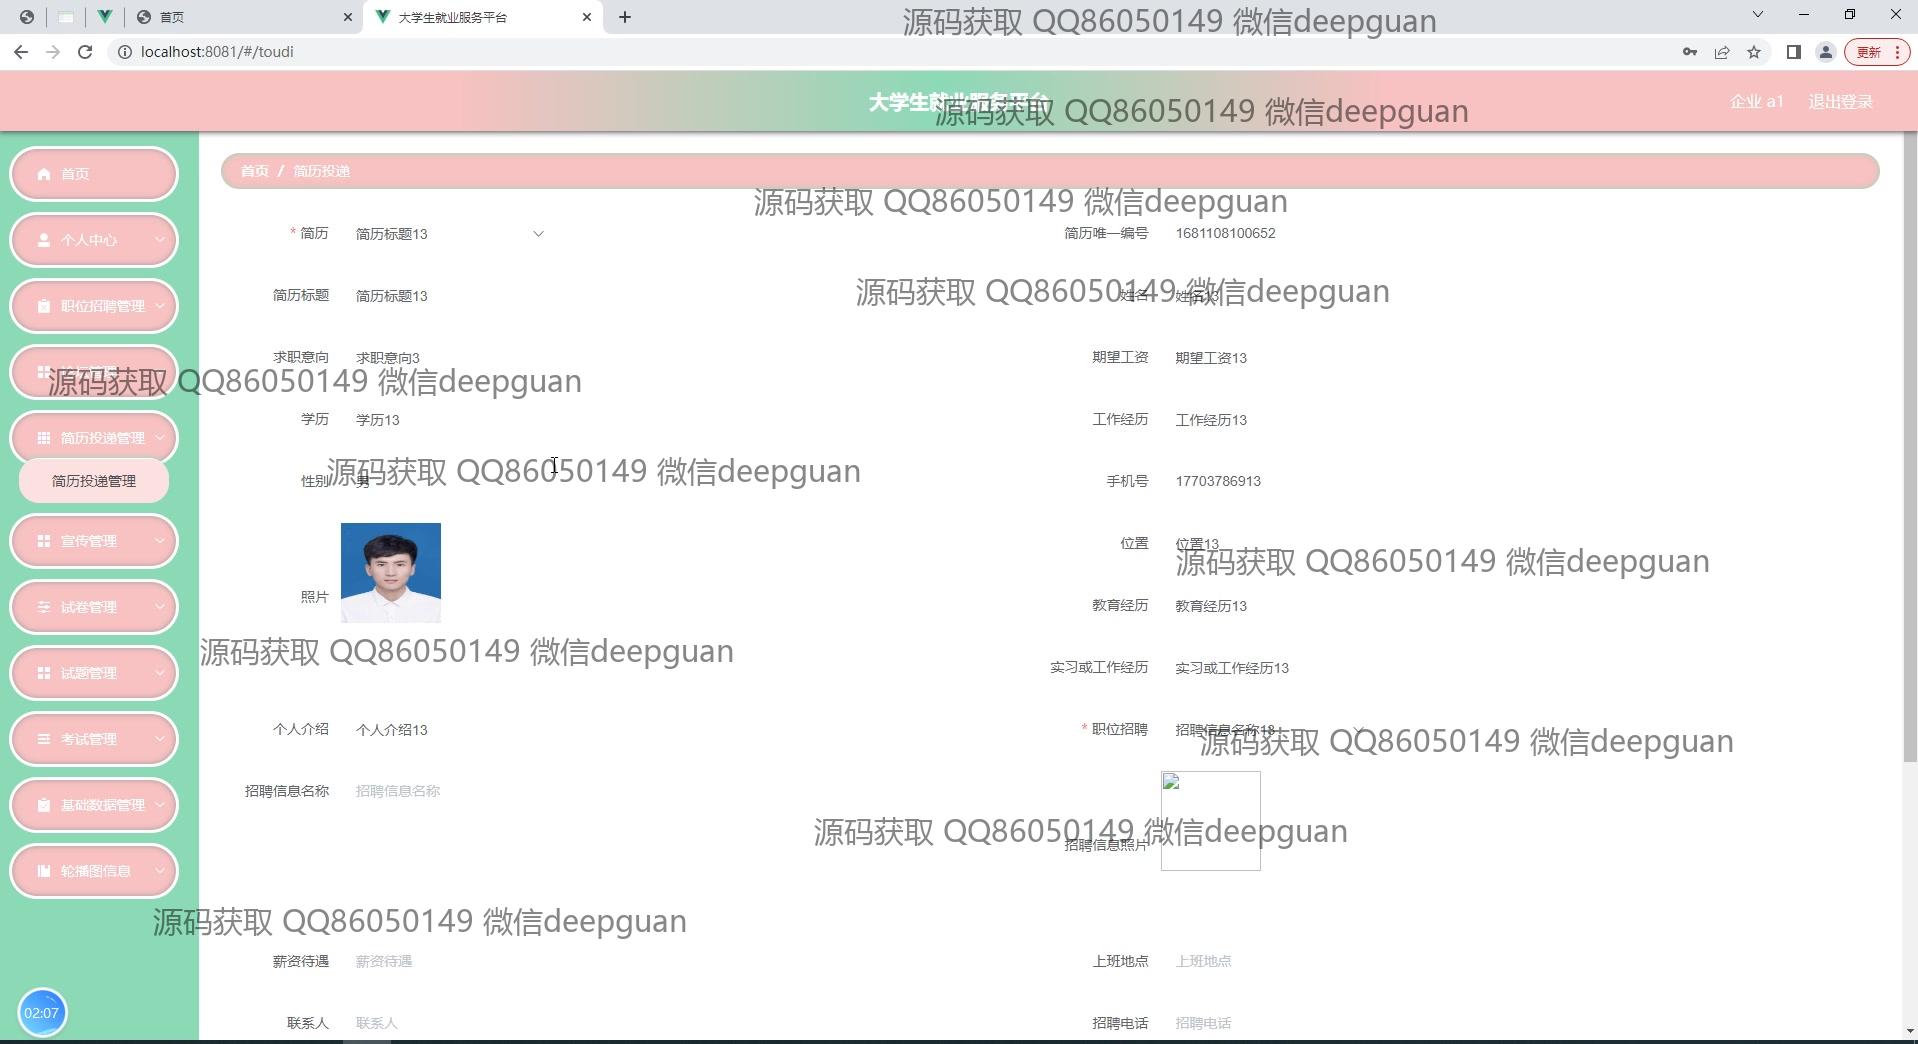 首页
大学生就业服务平台
源码获取 QQ86050149 微信deepguan
localhost:8081/#/toudi
更新
大学生就业服务平台
源码获取 QQ86050149 微信deepguan
企业 a1 退出登录
首页
首页 / 简历投递
源码获取 QQ86050149 微信deepguan
个人中心
* 简历 简历标题13
简历唯一编号 1681108100652
职位招聘管理
简历标题 简历标题13
姓名 姓名13
源码获取 QQ86050149 微信deepguan
求职意向 求职意向3
期望工资 期望工资13
源码获取 QQ86050149 微信deepguan
学历 学历13
工作经历 工作经历13
简历投递管理
简历投递管理
性别 男
源码获取 QQ86050149 微信deepguan
手机号 17703786913
宣传管理
位置 位置13
源码获取 QQ86050149 微信deepguan
试卷管理
照片
教育经历 教育经历13
源码获取 QQ86050149 微信deepguan
试题管理
实习或工作经历 实习或工作经历13
考试管理
个人介绍 个人介绍13
* 职位招聘 招聘信息名称13
源码获取 QQ86050149 微信deepguan
基础数据管理
招聘信息名称 招聘信息名称
招聘信息照片
源码获取 QQ86050149 微信deepguan
轮播图信息
源码获取 QQ86050149 微信deepguan
薪资待遇 薪资待遇
上班地点 上班地点
02:07
联系人 联系人
招聘电话 招聘电话